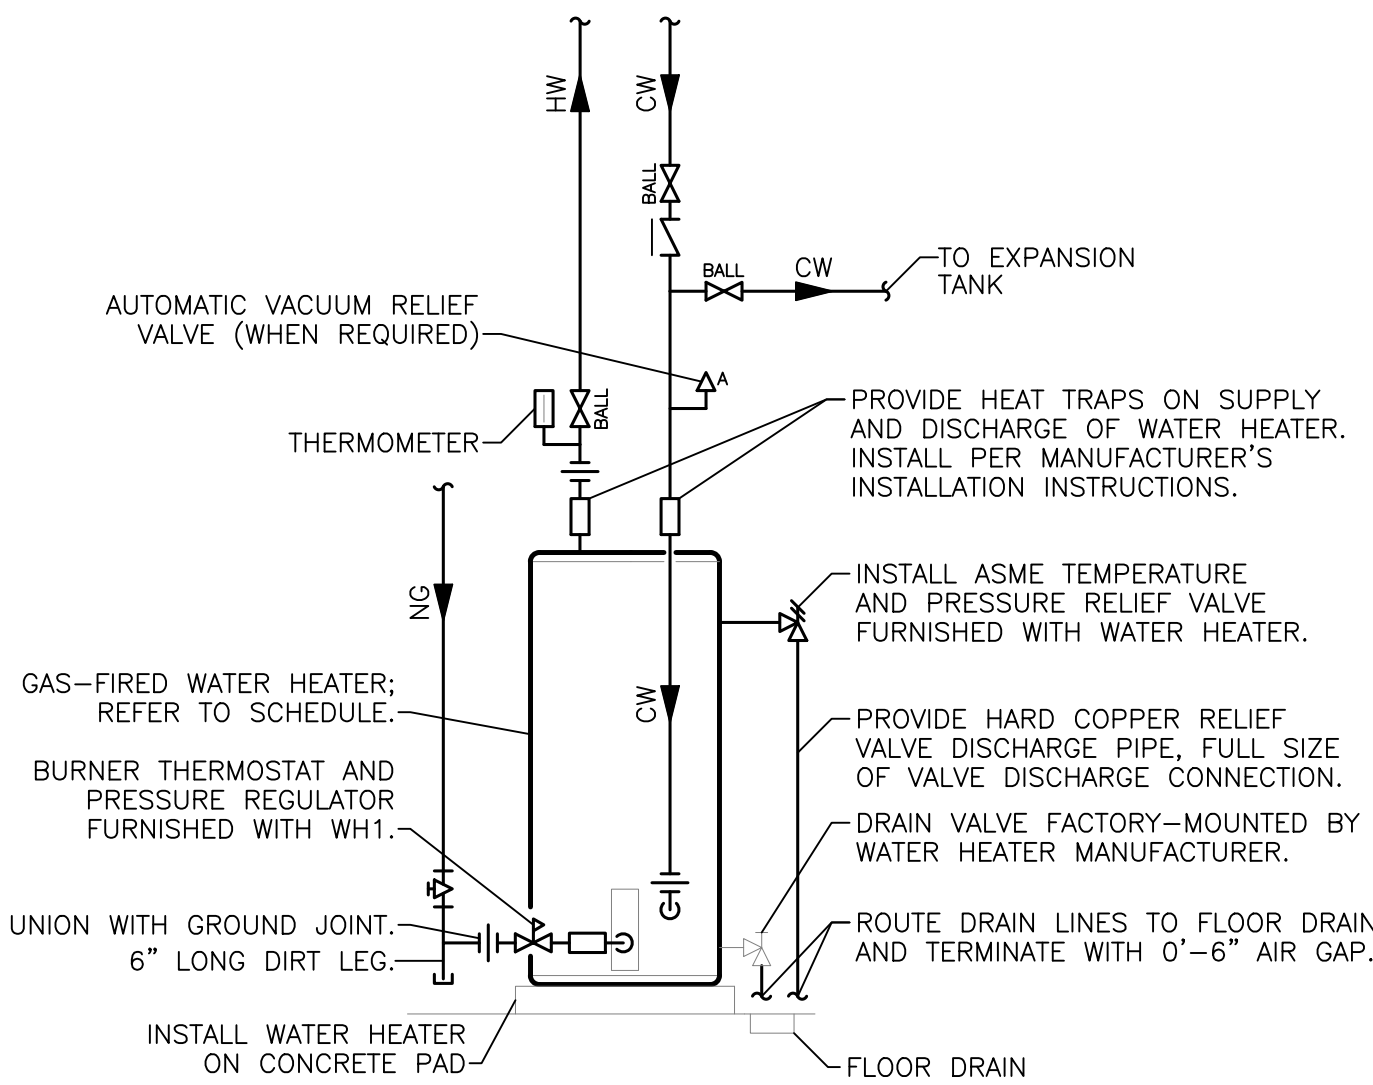 HW
CW
BALL
TO EXPANSION
TANK
BALL
CW
AUTOMATIC VACUUM RELIEF
VALVE (WHEN REQUIRED)
A
BALL
THERMOMETER
PROVIDE HEAT TRAPS ON SUPPLY
AND DISCHARGE OF WATER HEATER.
INSTALL PER MANUFACTURER'S
INSTALLATION INSTRUCTIONS.
NG
INSTALL ASME TEMPERATURE
AND PRESSURE RELIEF VALVE
FURNISHED WITH WATER HEATER.
GAS-FIRED WATER HEATER;
REFER TO SCHEDULE.
CW
PROVIDE HARD COPPER RELIEF
VALVE DISCHARGE PIPE, FULL SIZE
OF VALVE DISCHARGE CONNECTION.
BURNER THERMOSTAT AND
PRESSURE REGULATOR
FURNISHED WITH WH1.
DRAIN VALVE FACTORY-MOUNTED BY
WATER HEATER MANUFACTURER.
UNION WITH GROUND JOINT.
6" LONG DIRT LEG.
ROUTE DRAIN LINES TO FLOOR DRAIN
AND TERMINATE WITH 0'-6" AIR GAP.
INSTALL WATER HEATER
ON CONCRETE PAD
FLOOR DRAIN